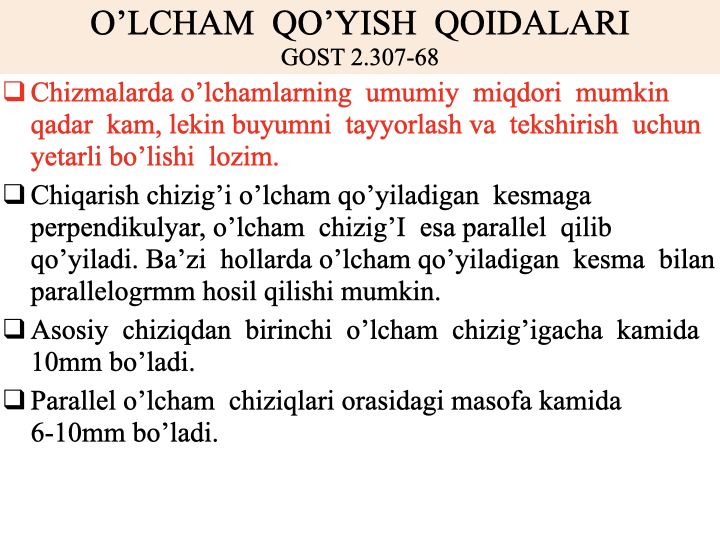 O’LCHAM QO’YISH QOIDALARI
GOST 2.307-68
❑ Chizmalarda o’lchamlarning umumiy miqdori mumkin
qadar kam, lekin buyumni tayyorlash va tekshirish uchun
yetarli bo’lishi lozim.
❑ Chiqarish chizig’i o’lcham qo’yiladigan kesmaga
perpendikulyar, o’lcham chizig’I esa parallel qilib
qo’yiladi. Ba’zi hollarda o’lcham qo’yiladigan kesma bilan
parallelogrmm hosil qilishi mumkin.
❑ Asosiy chiziqdan birinchi o’lcham chizig’igacha kamida
10mm bo’ladi.
❑ Parallel o’lcham chiziqlari orasidagi masofa kamida
6-10mm bo’ladi.